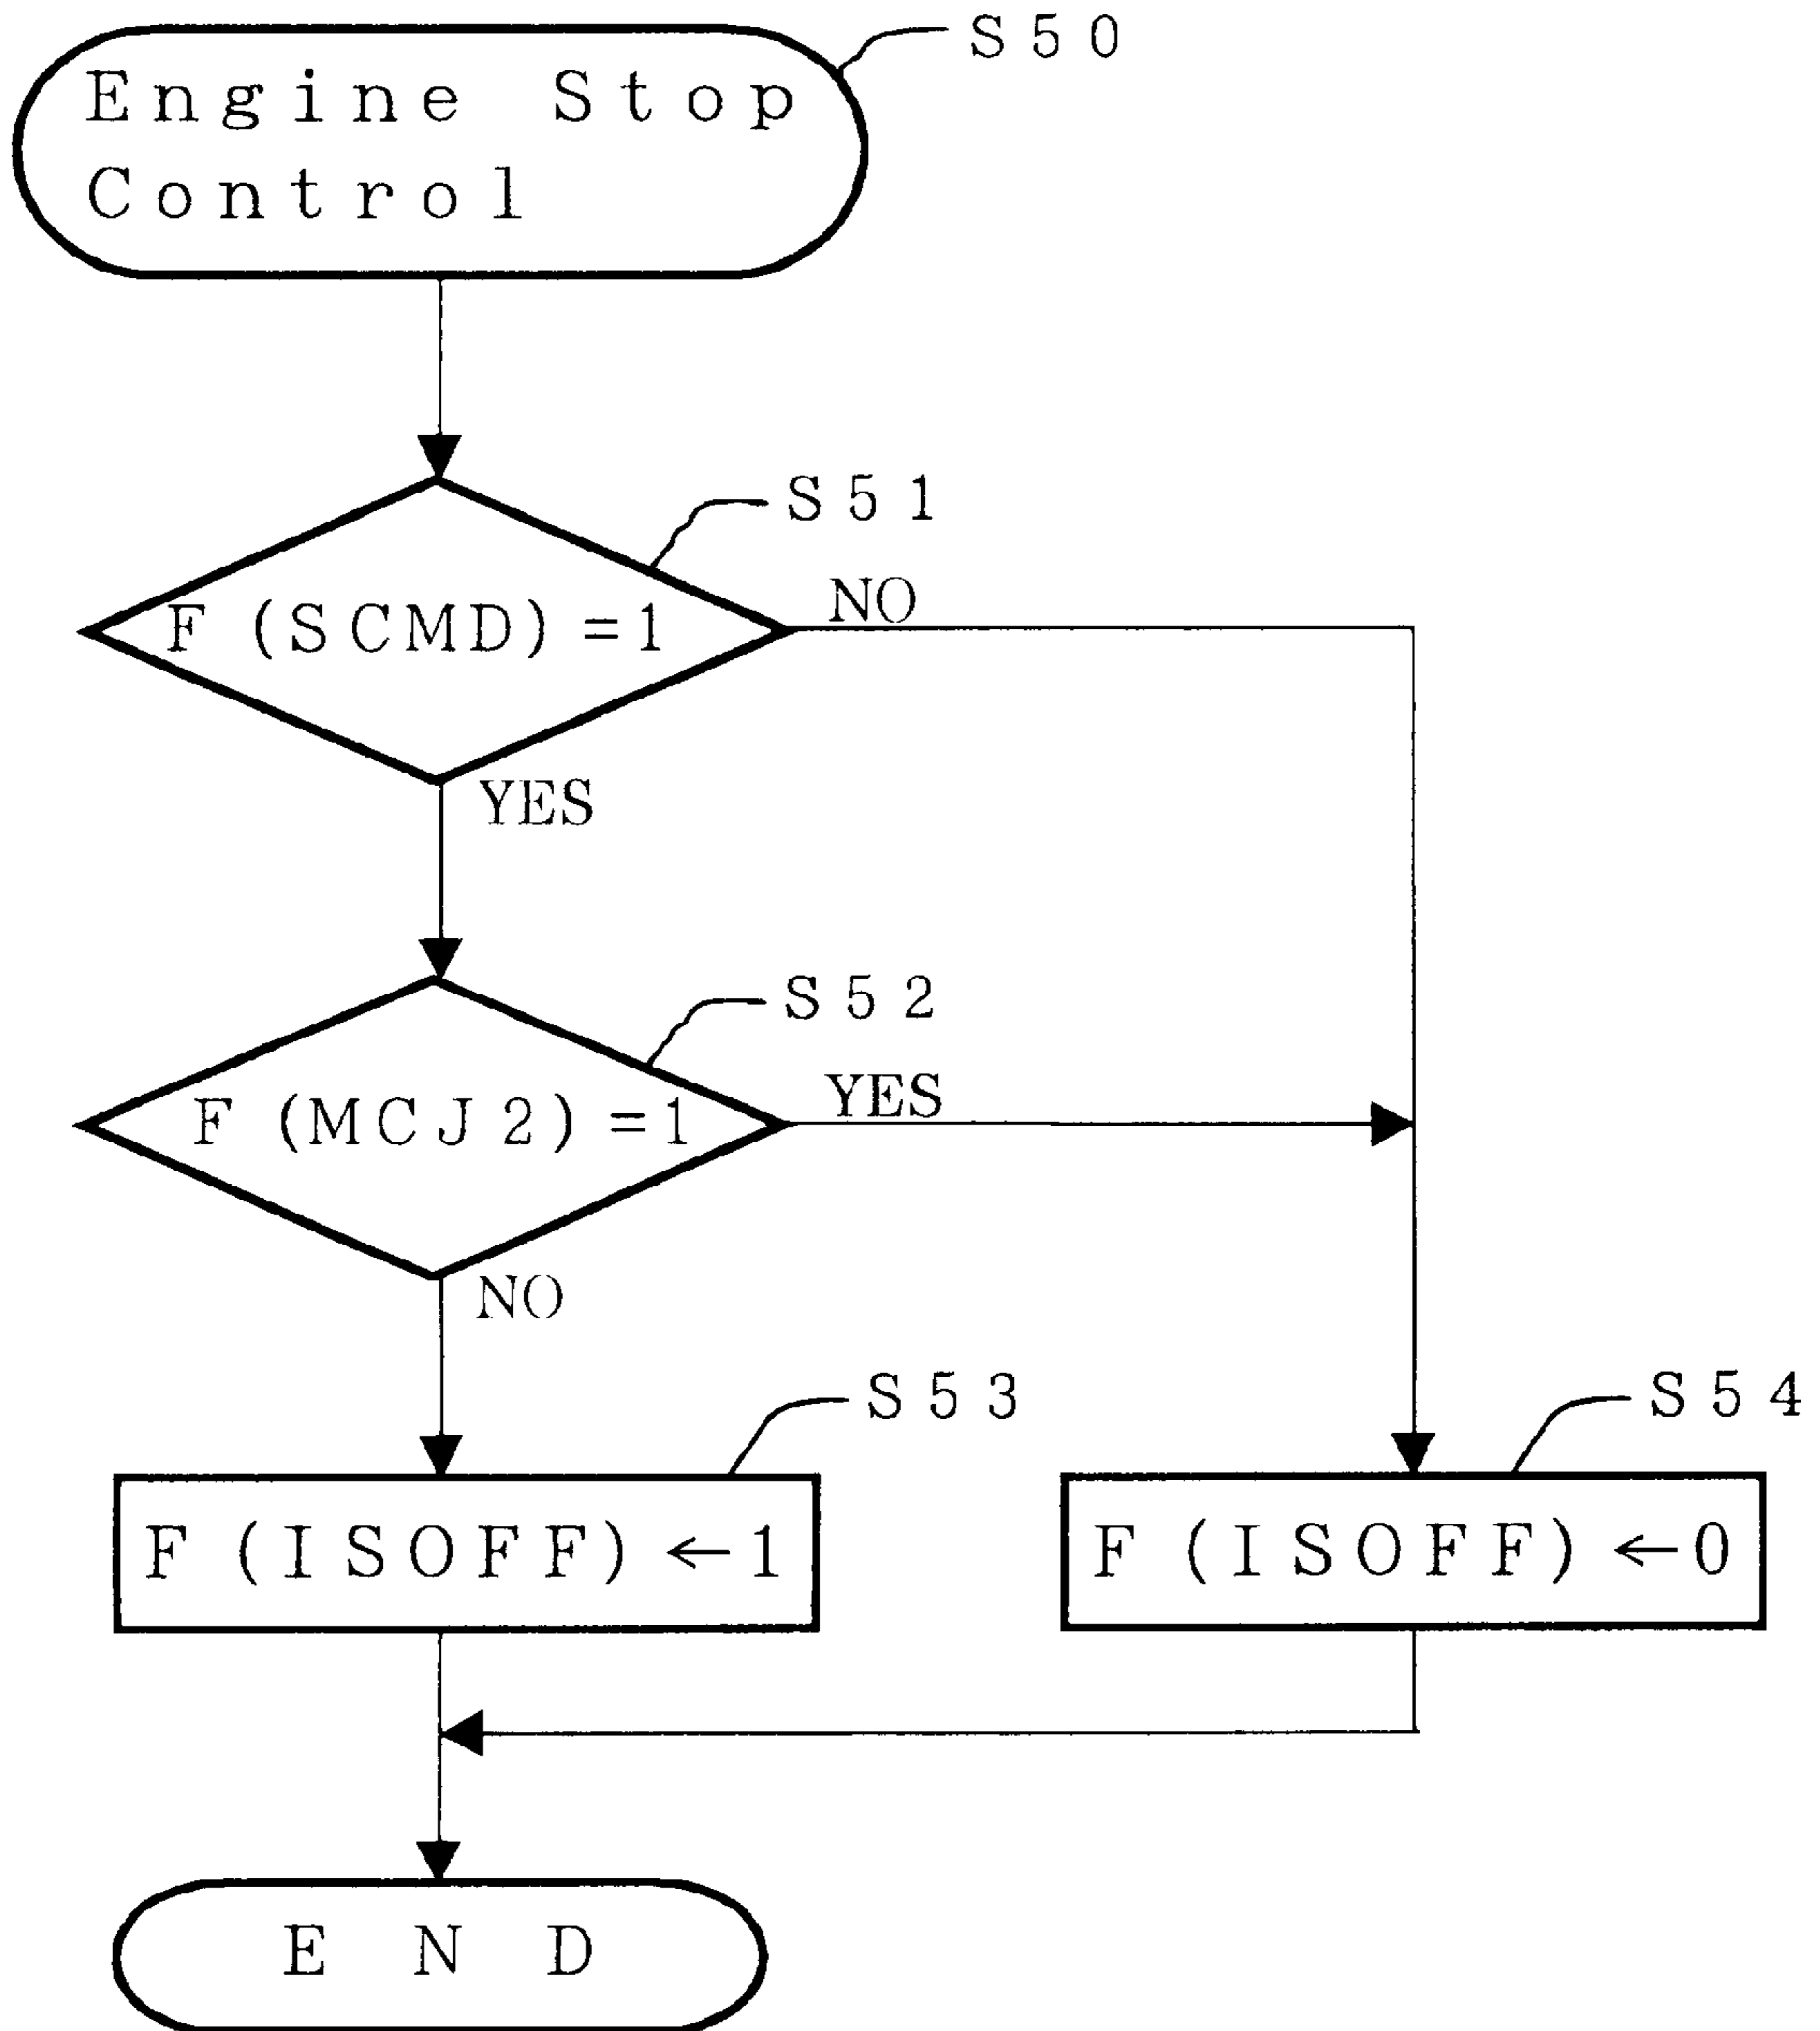 S50
Engine Stop
Control
S51
F (SCMD) =1
NO
YES
S52
F (MCJ2) =1
YES
NO
S53
S54
F (ISOFF) ←1
F (ISOFF) ←0
END